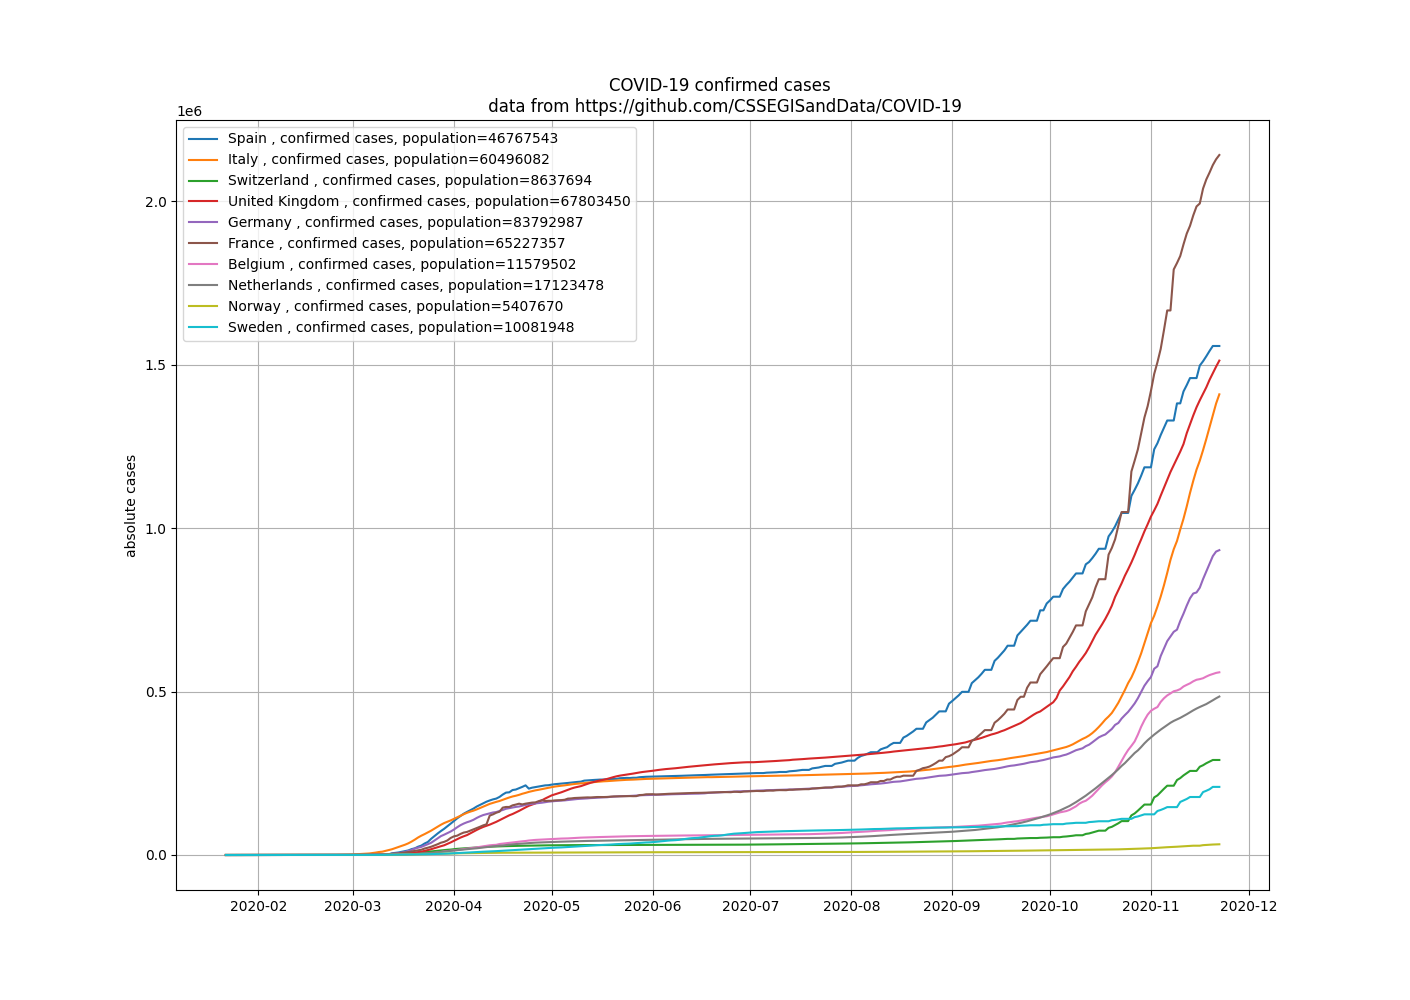 COVID-19 confirmed cases
data from https://github.com/CSSEGISandData/COVID-19
1e6
Spain , confirmed cases, population=46767543
Italy , confirmed cases, population=60496082
Switzerland , confirmed cases, population=8637694
United Kingdom , confirmed cases, population=67803450
Germany , confirmed cases, population=83792987
France , confirmed cases, population=65227357
Belgium , confirmed cases, population=11579502
Netherlands , confirmed cases, population=17123478
Norway , confirmed cases, population=5407670
Sweden , confirmed cases, population=10081948
2.0
1.5
1.0
0.5
0.0
absolute cases
2020-02 2020-03 2020-04 2020-05 2020-06 2020-07 2020-08 2020-09 2020-10 2020-11 2020-12